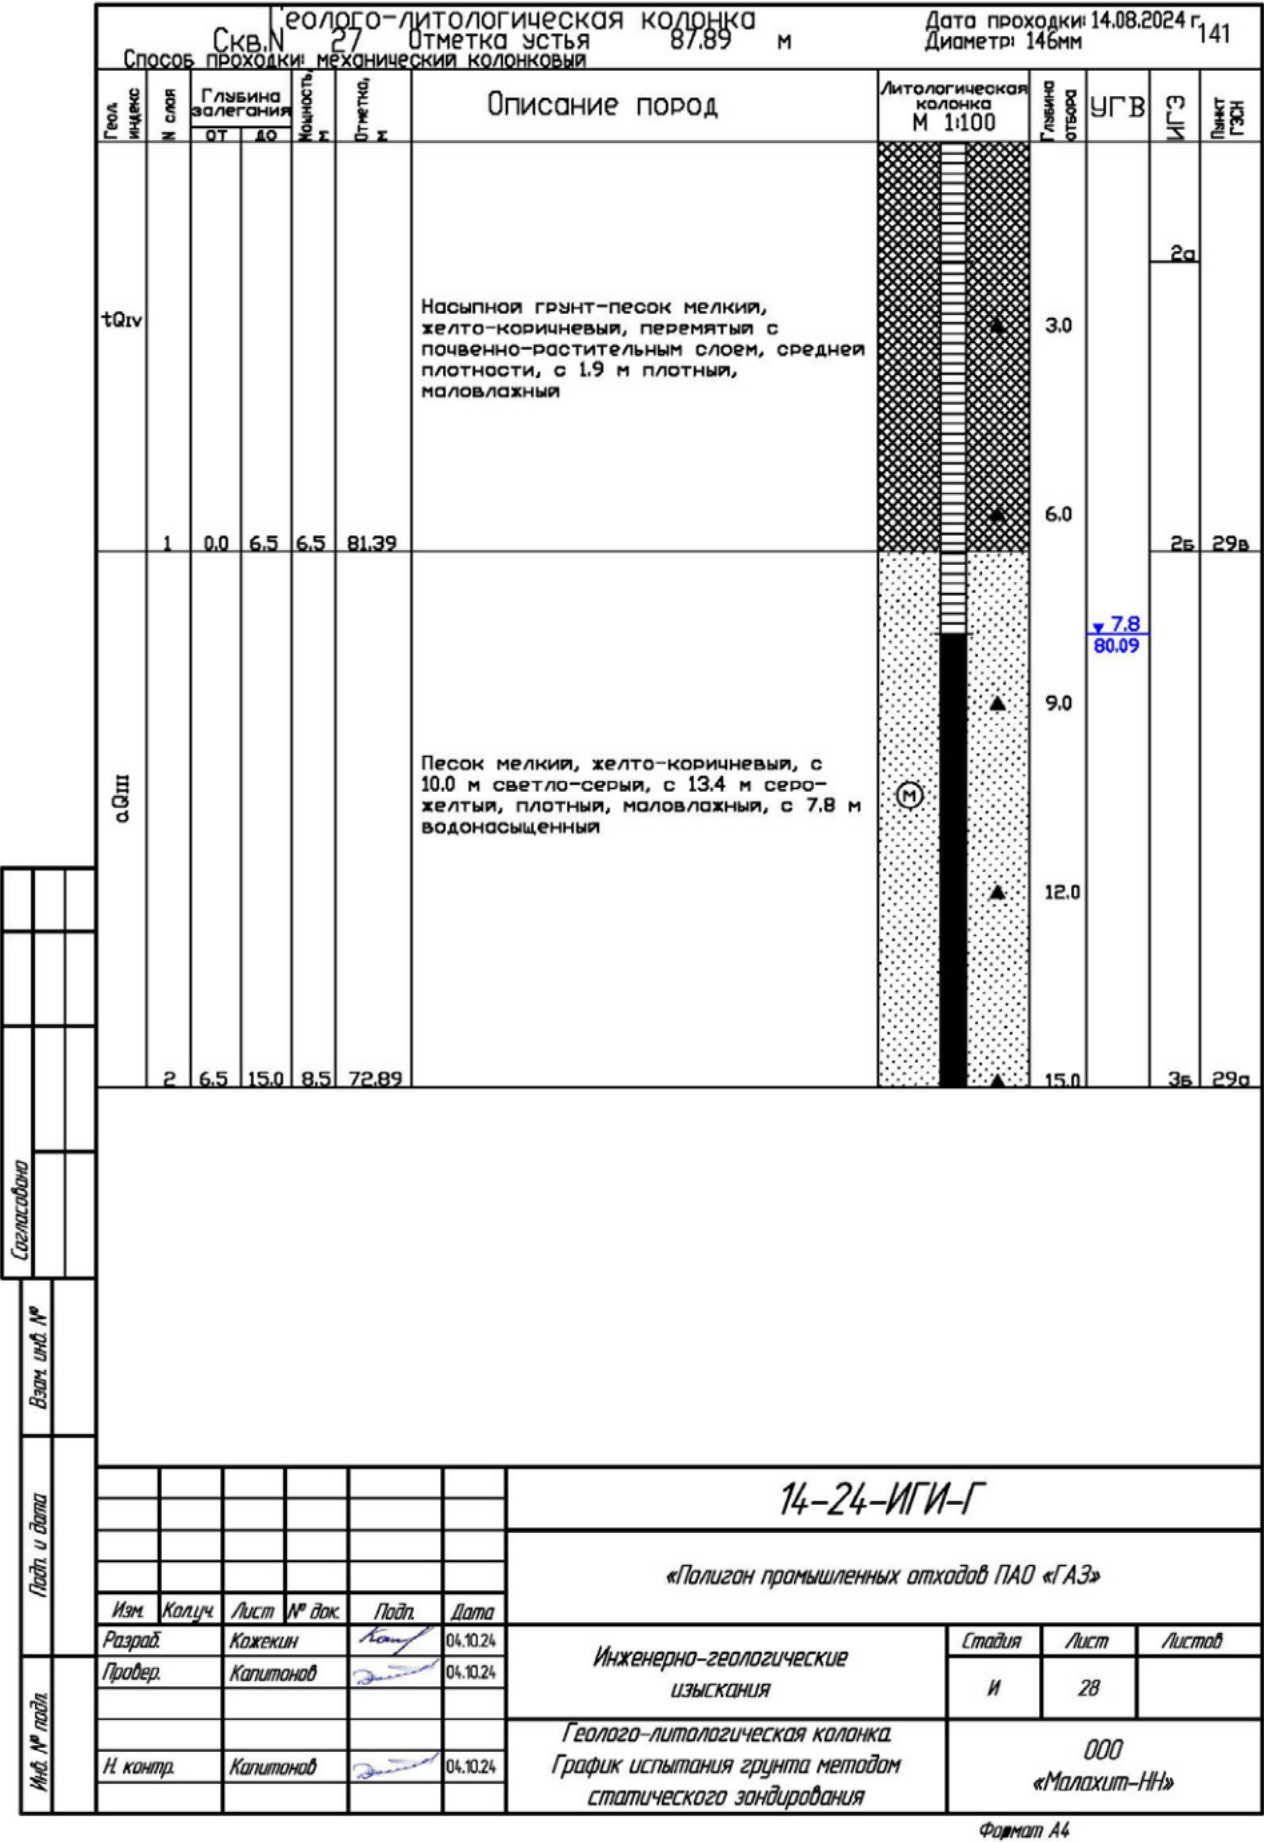 Геолого-литологическая колонка
Дата проходки: 14.08.2024 г.
141
Скв.N 27 Отметка устья 87.89 м
Диаметр: 146мм
Способ проходки: механический колонковый
Геол. индекс
N слоя
Глубина залегания
от
до
Мощность, м
Отметка, м
Описание пород
Литологическая колонка
М 1:100
Глубина отбора
УГВ
ИГЭ
Пункт ГЭСН
2а
tQIV
Насыпной грунт-песок мелкий,
желто-коричневый, перемятый с
почвенно-растительным слоем, средней
плотности, с 1.9 м плотный,
маловлажный
3.0
6.0
1 0.0 6.5 6.5 81.39
2б 29в
7.8
80.09
9.0
aQIII
Песок мелкий, желто-коричневый, с
10.0 м светло-серый, с 13.4 м серо-
желтый, плотный, маловлажный, с 7.8 м
водонасыщенный
М
12.0
2 6.5 15.0 8.5 72.89
15.0
3б 29а
Согласовано
Взам. инв. №
Подп. и дата
Инв. № подл.
14-24-ИГИ-Г
«Полигон промышленных отходов ПАО «ГАЗ»
Изм. Кол.уч. Лист № док. Подп. Дата
Разраб. Кожекин 04.10.24
Провер. Капитонов 04.10.24
Н. контр. Капитонов 04.10.24
Инженерно-геологические
изыскания
Стадия Лист Листов
И 28
Геолого-литологическая колонка.
График испытания грунта методом
статического зондирования
ООО
«Малахит-НН»
Формат А4